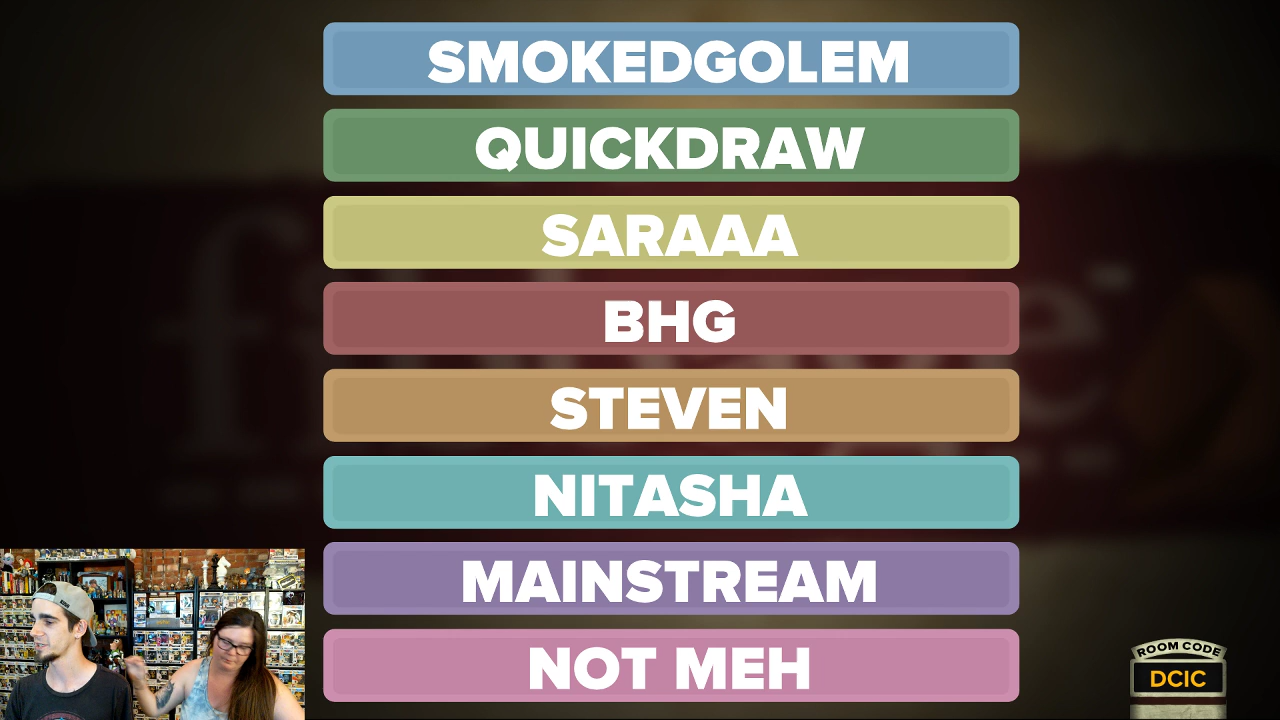 SMOKEDGOLEM
QUICKDRAW
SARAAA
BHG
STEVEN
NITASHA
MAINSTREAM
NOT MEH
ROOM CODE
DCIC